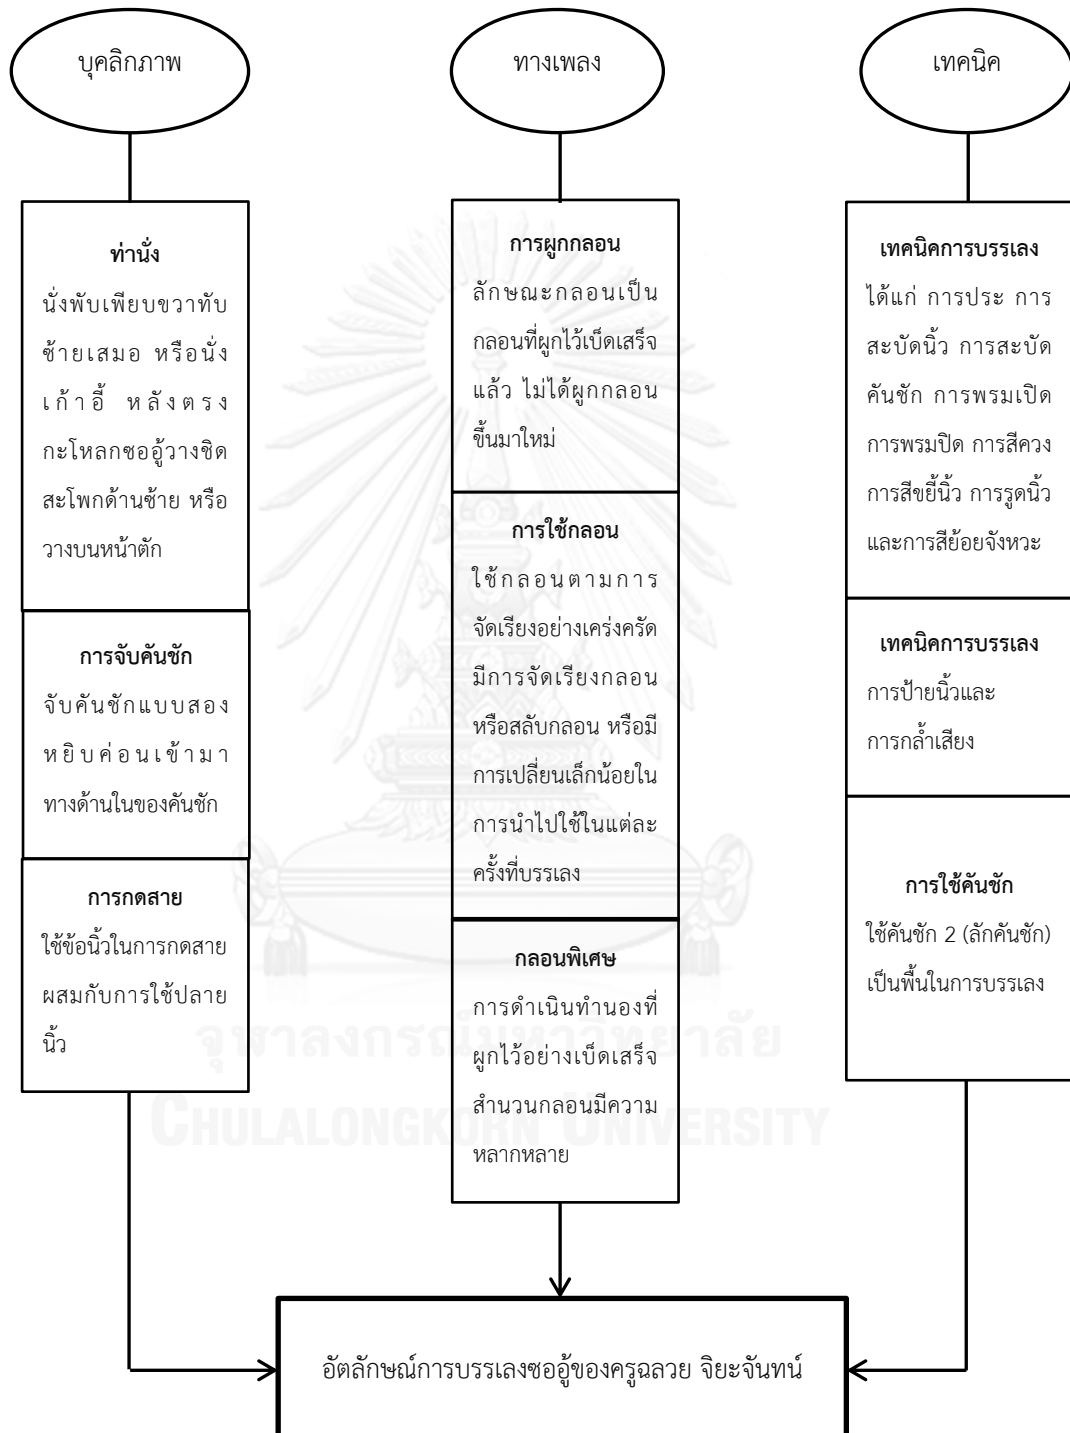 บุคลิกภาพ
ท่านั่ง
นั่งพับเพียบขวาทับ
ซ้ายเสมอ หรือนั่ง
เก้าอี้ หลังตรง
กะโหลกซออู้วางชิด
สะโพกด้านซ้าย หรือ
วางบนหน้าตัก
การจับคันชัก
จับคันชักแบบสอง
หยิบค่อนเข้ามา
ทางด้านในของคันชัก
การกดสาย
ใช้ข้อนิ้วในการกดสาย
ผสมกับการใช้ปลาย
นิ้ว
ทางเพลง
การผูกกลอน
ลักษณะกลอนเป็น
กลอนที่ผูกไว้เบ็ดเสร็จ
แล้ว ไม่ได้ผูกกลอน
ขึ้นมาใหม่
การใช้กลอน
ใช้กลอนตามการ
จัดเรียงอย่างเคร่งครัด
มีการจัดเรียงกลอน
หรือสลับกลอน หรือมี
การเปลี่ยนเล็กน้อยใน
การนำไปใช้ในแต่ละ
ครั้งที่บรรเลง
กลอนพิเศษ
การดำเนินทำนองที่
ผูกไว้อย่างเบ็ดเสร็จ
สำนวนกลอนมีความ
หลากหลาย
เทคนิค
เทคนิคการบรรเลง
ได้แก่ การประ การ
สะบัดนิ้ว การสะบัด
คันชัก การพรมเปิด
การพรมปิด การสีควง
การสีขยี้นิ้ว การรูดนิ้ว
และการสีย้อยจังหวะ
เทคนิคการบรรเลง
การป้ายนิ้วและ
การกล้ำเสียง
การใช้คันชัก
ใช้คันชัก 2 (ลักคันชัก)
เป็นพื้นในการบรรเลง
จุฬาลงกรณ์มหาวิทยาลัย
CHULALONGKORN UNIVERSITY
อัตลักษณ์การบรรเลงซออู้ของครูฉลวย จิยะจันทน์